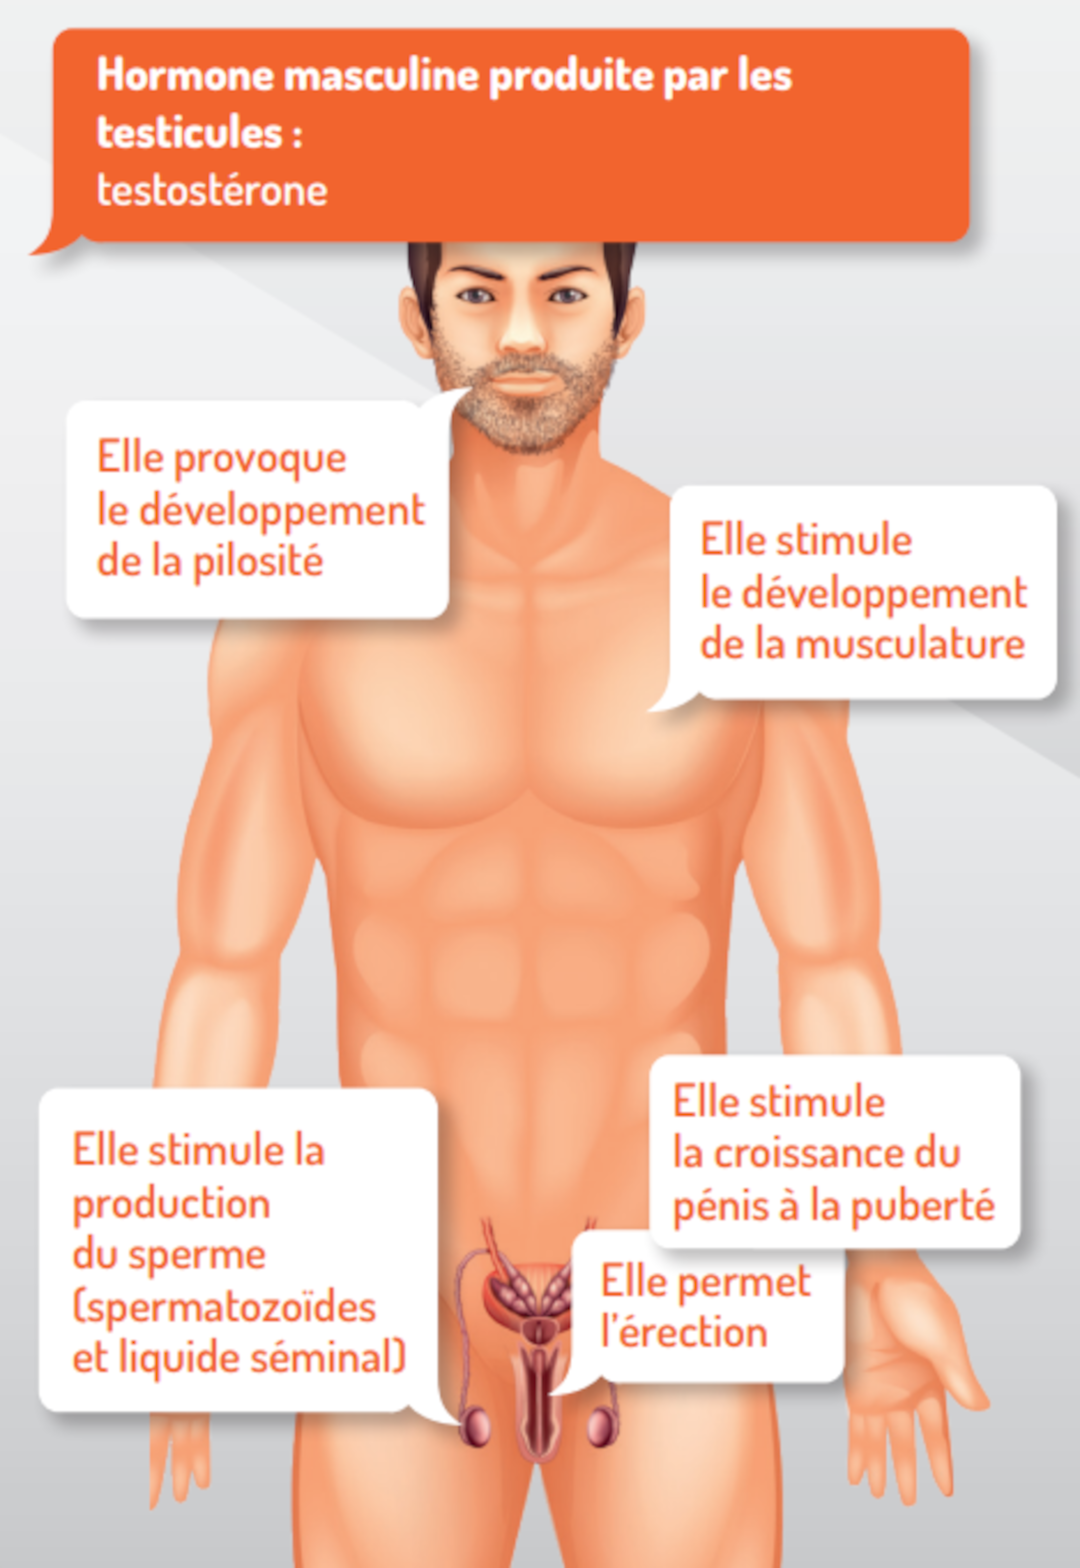 Hormone masculine produite par les
testicules :
testostérone
Elle provoque
le développement
de la pilosité
Elle stimule
le développement
de la musculature
Elle stimule la
production
du sperme
(spermatozoïdes
et liquide séminal)
Elle stimule
la croissance du
pénis à la puberté
Elle permet
l'érection